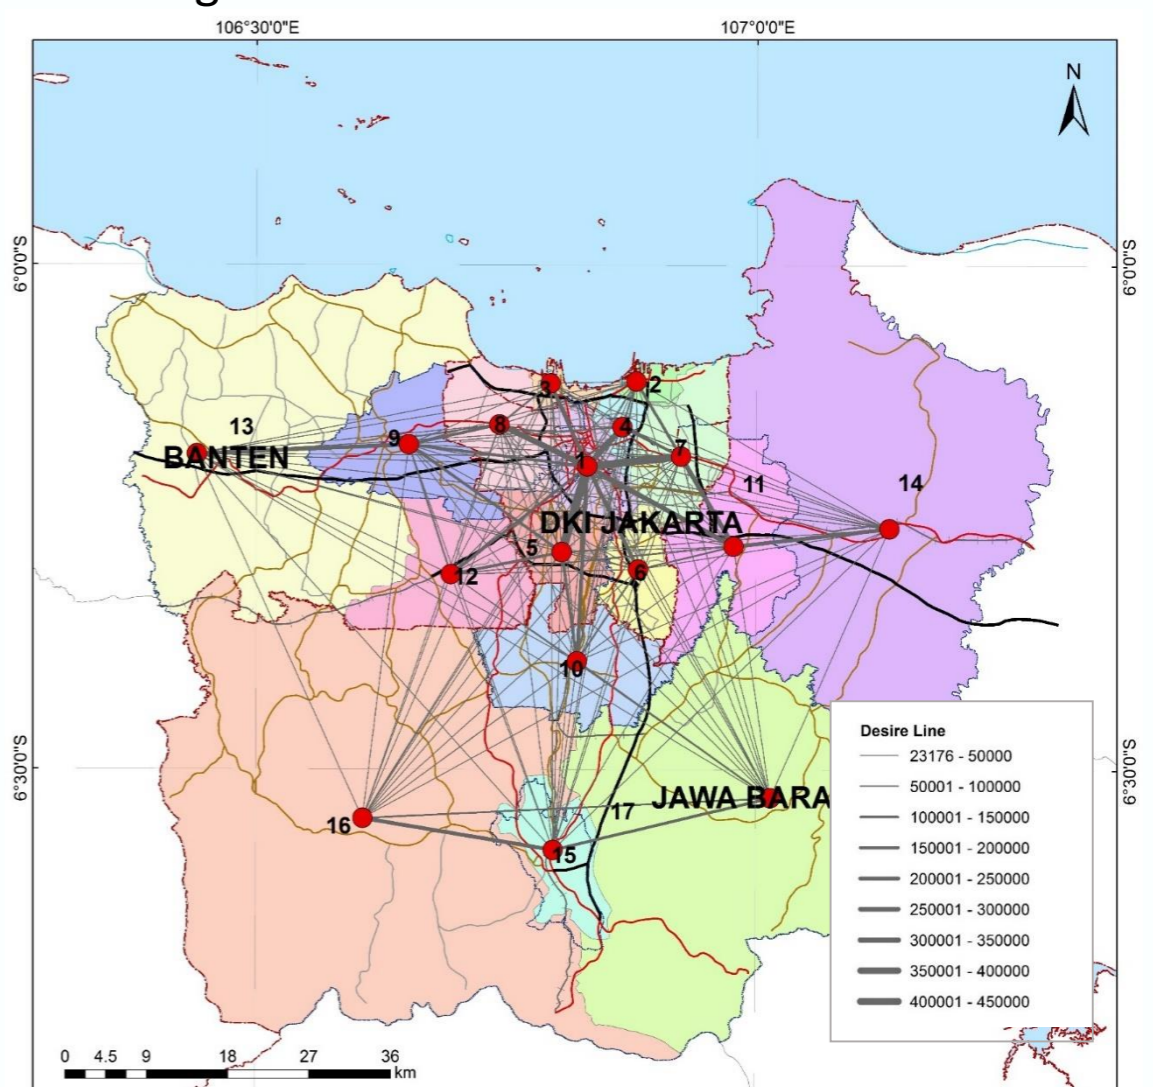 106°30'0"E
107°0'0"E
N
6°0'0"S
6°0'0"S
3
2
13
8
4
9
BANTEN
1
7
11
14
DKI JAKARTA
5
12
6
10
6°30'0"S
6°30'0"S
JAWA BARA
17
16
15
Desire Line
23176 - 50000
50001 - 100000
100001 - 150000
150001 - 200000
200001 - 250000
250001 - 300000
300001 - 350000
350001 - 400000
400001 - 450000
0 4.5 9 18 27 36
km